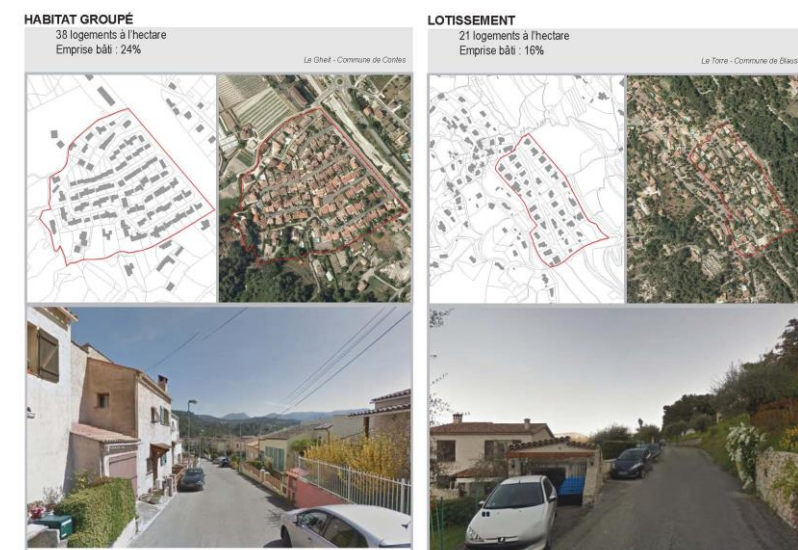 HABITAT GROUPÉ
38 logements à l'hectare
Emprise bâti : 24%
Le Gheit - Commune de Contes
LOTISSEMENT
21 logements à l'hectare
Emprise bâti : 16%
La Torre - Commune de Blaus